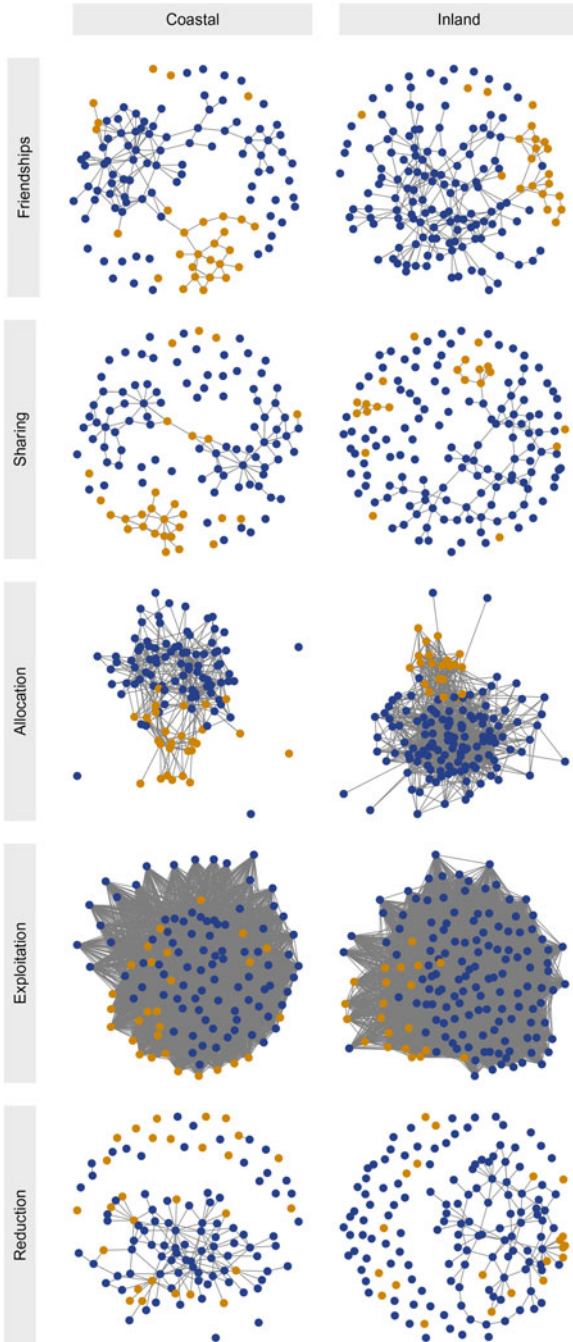 Coastal
Inland
Friendships
Sharing
Allocation
Exploitation
Reduction